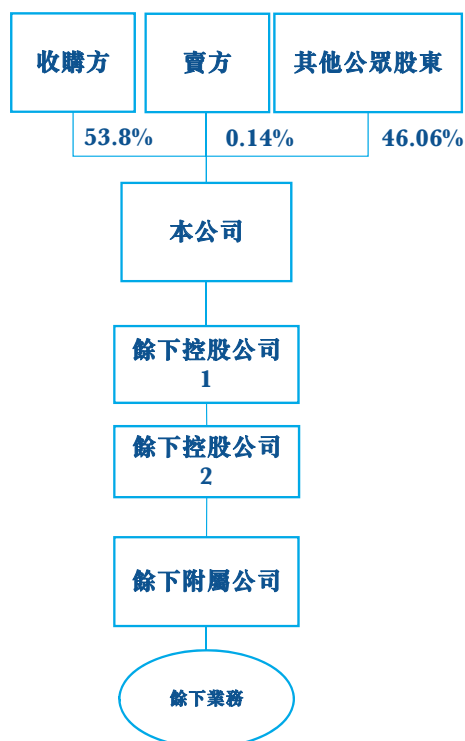 收購方
賣方
其他公眾股東
53.8%
0.14%
46.06%
本公司
餘下控股公司
1
餘下控股公司
2
餘下附屬公司
餘下業務